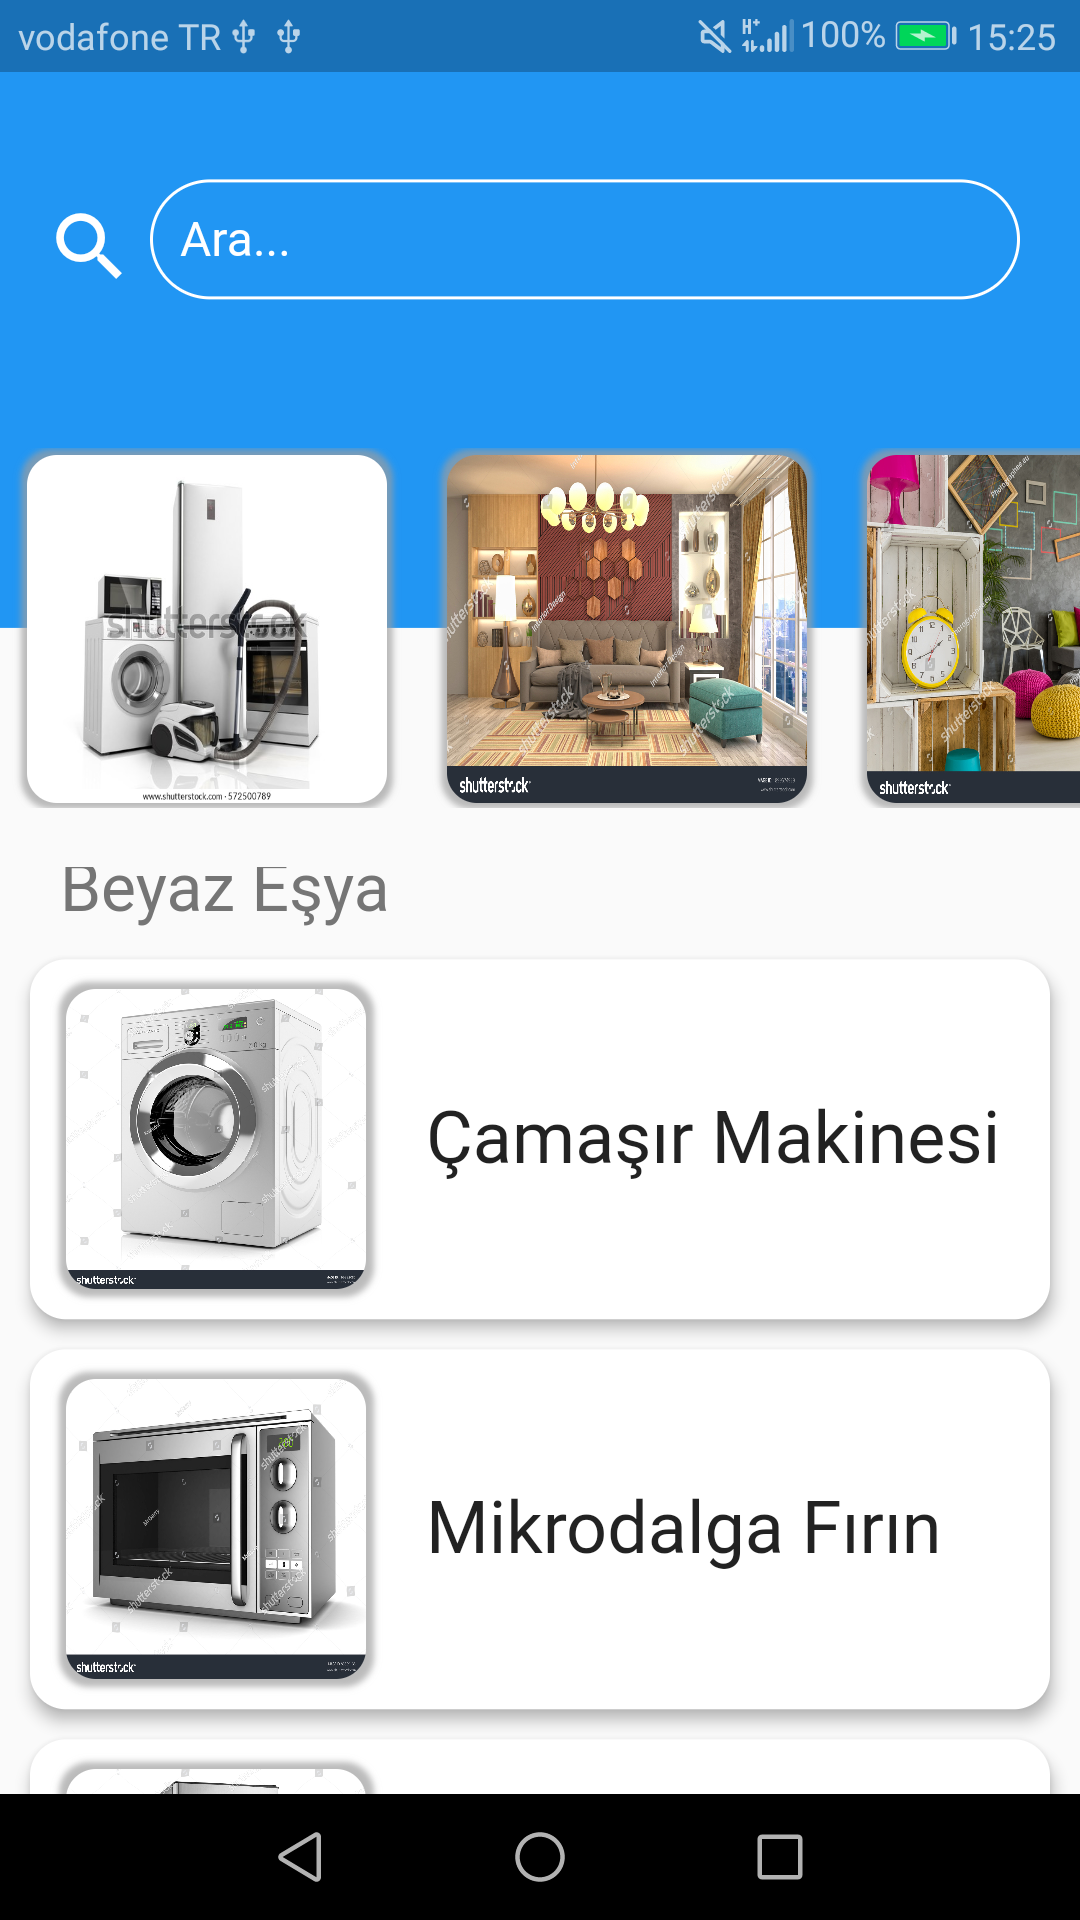 vodafone TR
H+
100%
15:25
Ara...
shutterstock
www.shutterstock.com · 572500789
shutterstock
shutterstock
Beyaz Eşya
Çamaşır Makinesi
shutterstock
Mikrodalga Fırın
shutterstock